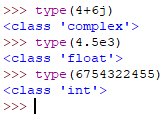 >>> type(4+6j)
<class 'complex'>
>>> type(4.5e3)
<class 'float'>
>>> type(6754322455)
<class 'int'>
>>>